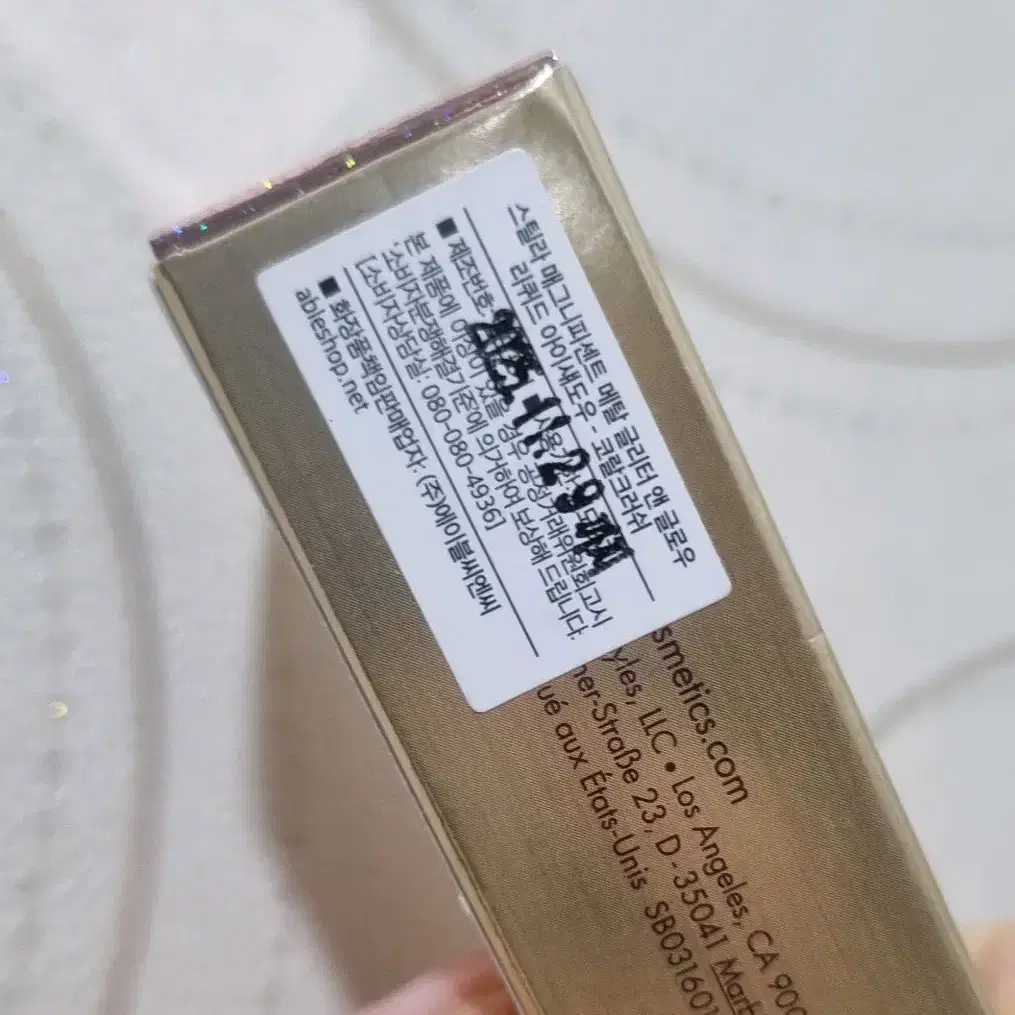 스틸라 매그니피센트 메탈 글리터 앤 글로우
리퀴드 아이섀도우 - 코랄크러쉬
■ 제조번호
본 제품에 이상이 있을 경우 공정거래위원회고시
'소비자분쟁해결기준'에 의거하여 보상해 드립니다.
[소비자상담실: 080-080-4936]
■ 화장품책임판매업자: (주)에이블씨엔씨
ableshop.net
smetics.com
yles, LLC • Los Angeles, CA 900
ner-Straße 23, D-35041 Marb
ué aux États-Unis SB031601